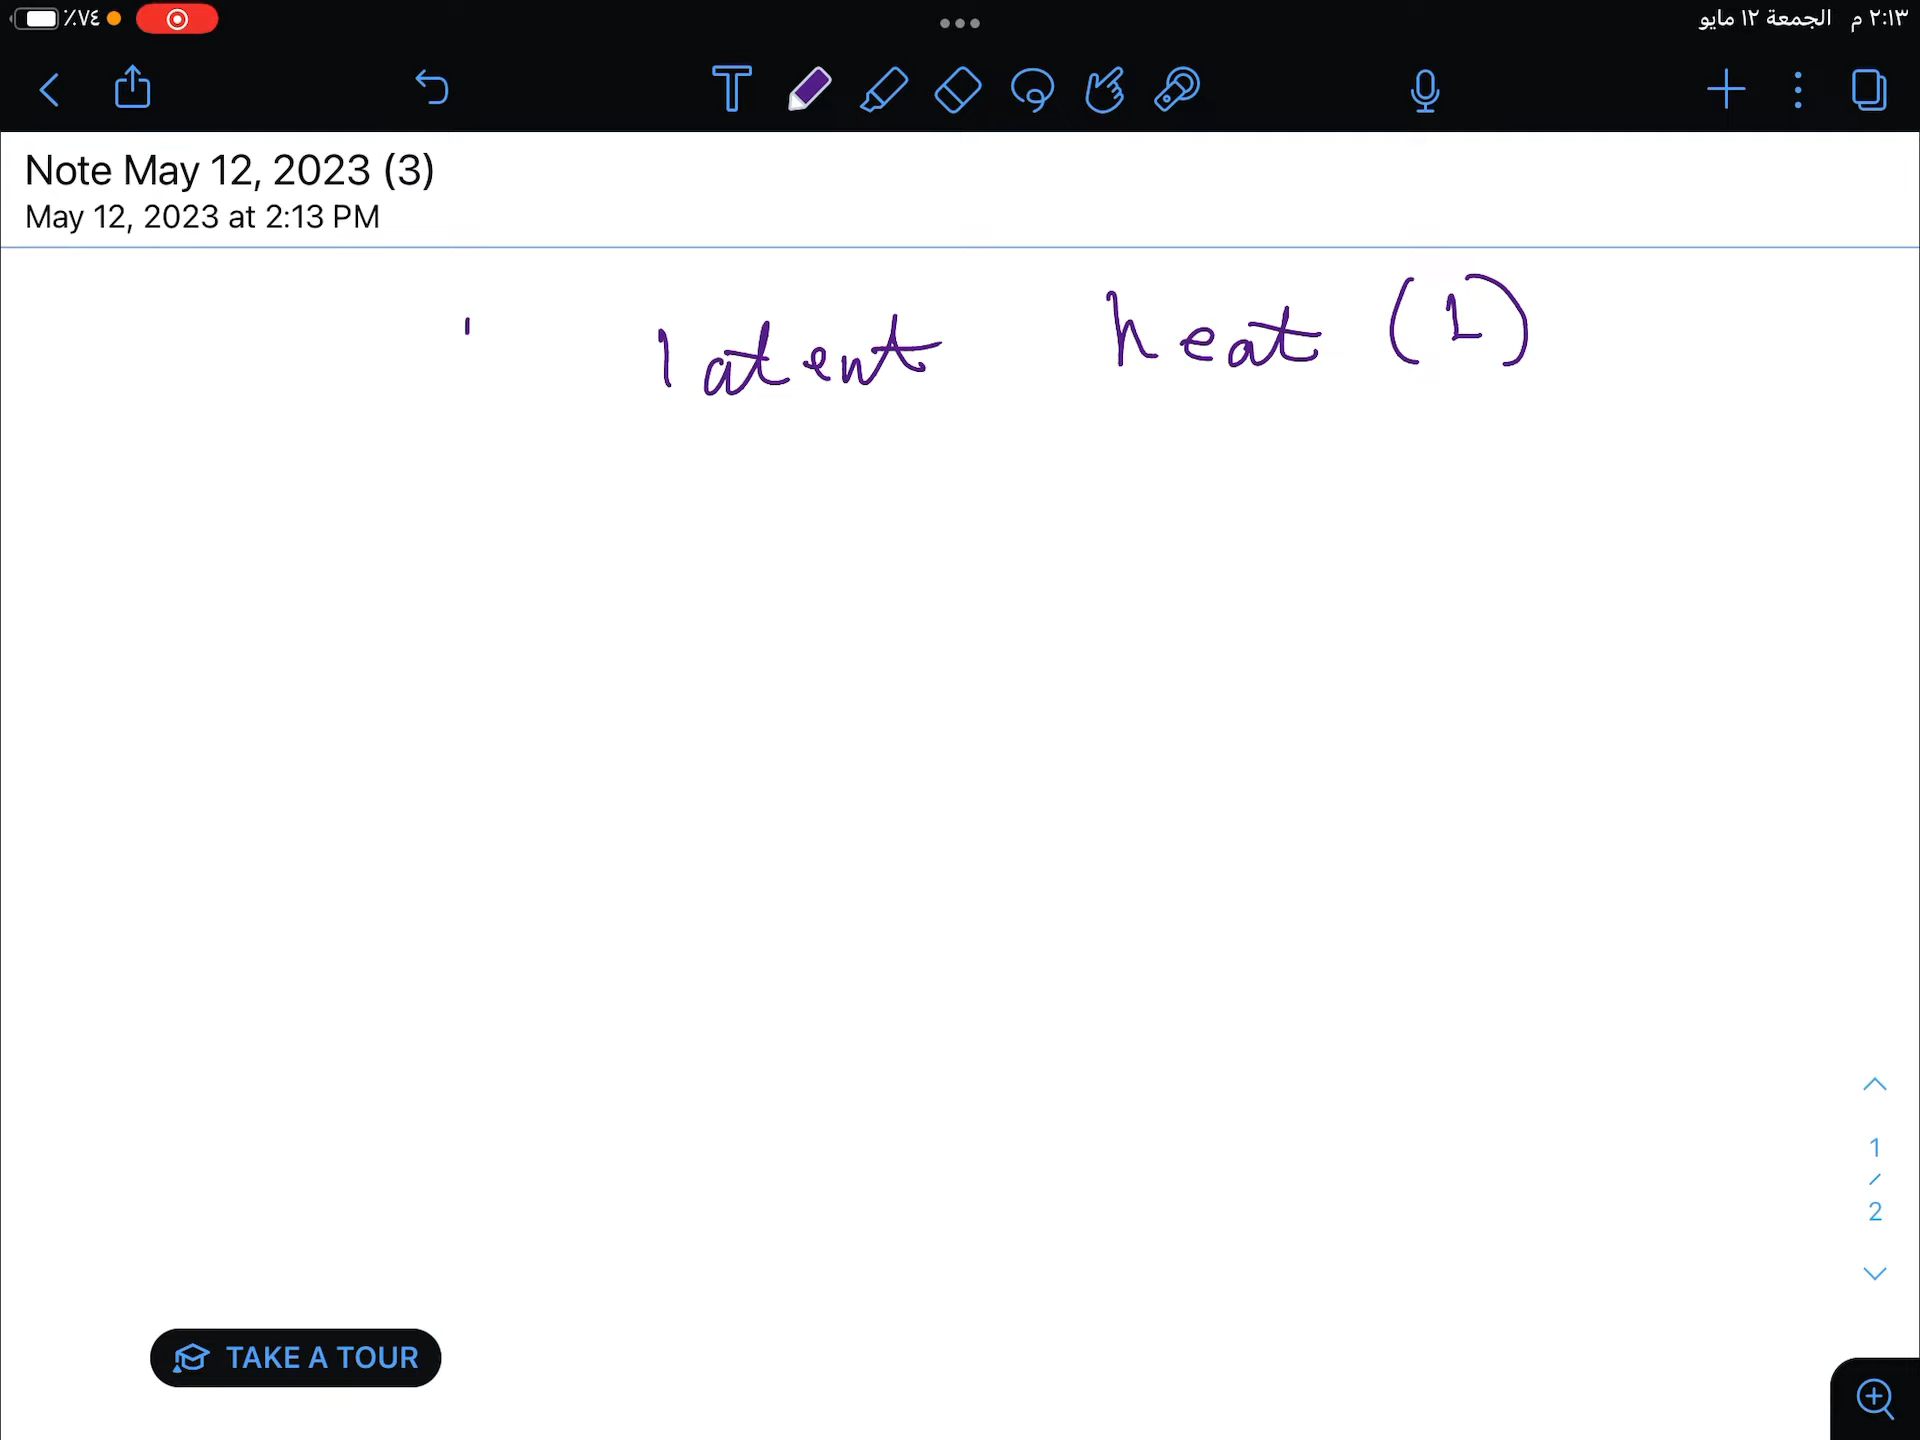 ٪٧٤ ٢:١٣ م الجمعة ١٢ مايو
T
Note May 12, 2023 (3)
May 12, 2023 at 2:13 PM
latent heat (L)
1
/
2
TAKE A TOUR